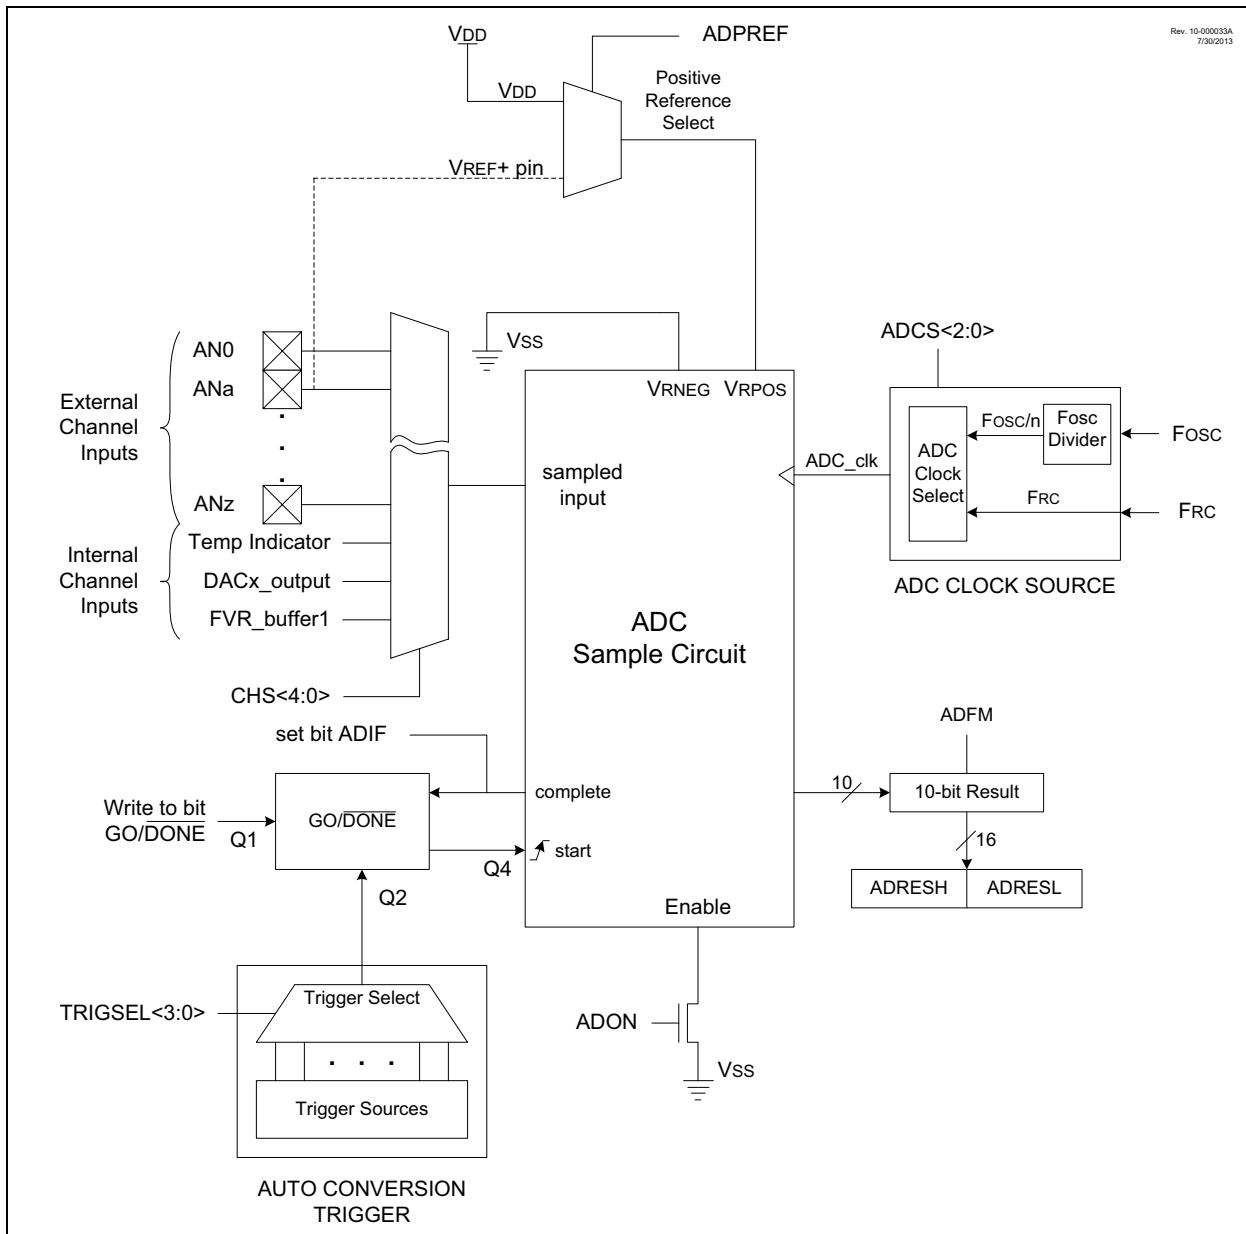 Rev. 10-000033A
7/30/2013
VDD
ADPREF
VDD
Positive
Reference
Select
VREF+ pin
VSS
ADCS<2:0>
External
Channel
Inputs
AN0
ANa
.
.
.
ANz
Internal
Channel
Inputs
Temp Indicator
DACx_output
FVR_buffer1
CHS<4:0>
VRNEG
VRPOS
sampled
input
ADC_clk
ADC
Clock
Select
FOSC/n
Fosc
Divider
FOSC
FRC
FRC
ADC CLOCK SOURCE
ADC
Sample Circuit
set bit ADIF
complete
Write to bit
GO/DONE
Q1
GO/DONE
Q4
start
Q2
Enable
ADFM
10
10-bit Result
16
ADRESH
ADRESL
TRIGSEL<3:0>
Trigger Select
. . .
Trigger Sources
AUTO CONVERSION
TRIGGER
ADON
VSS